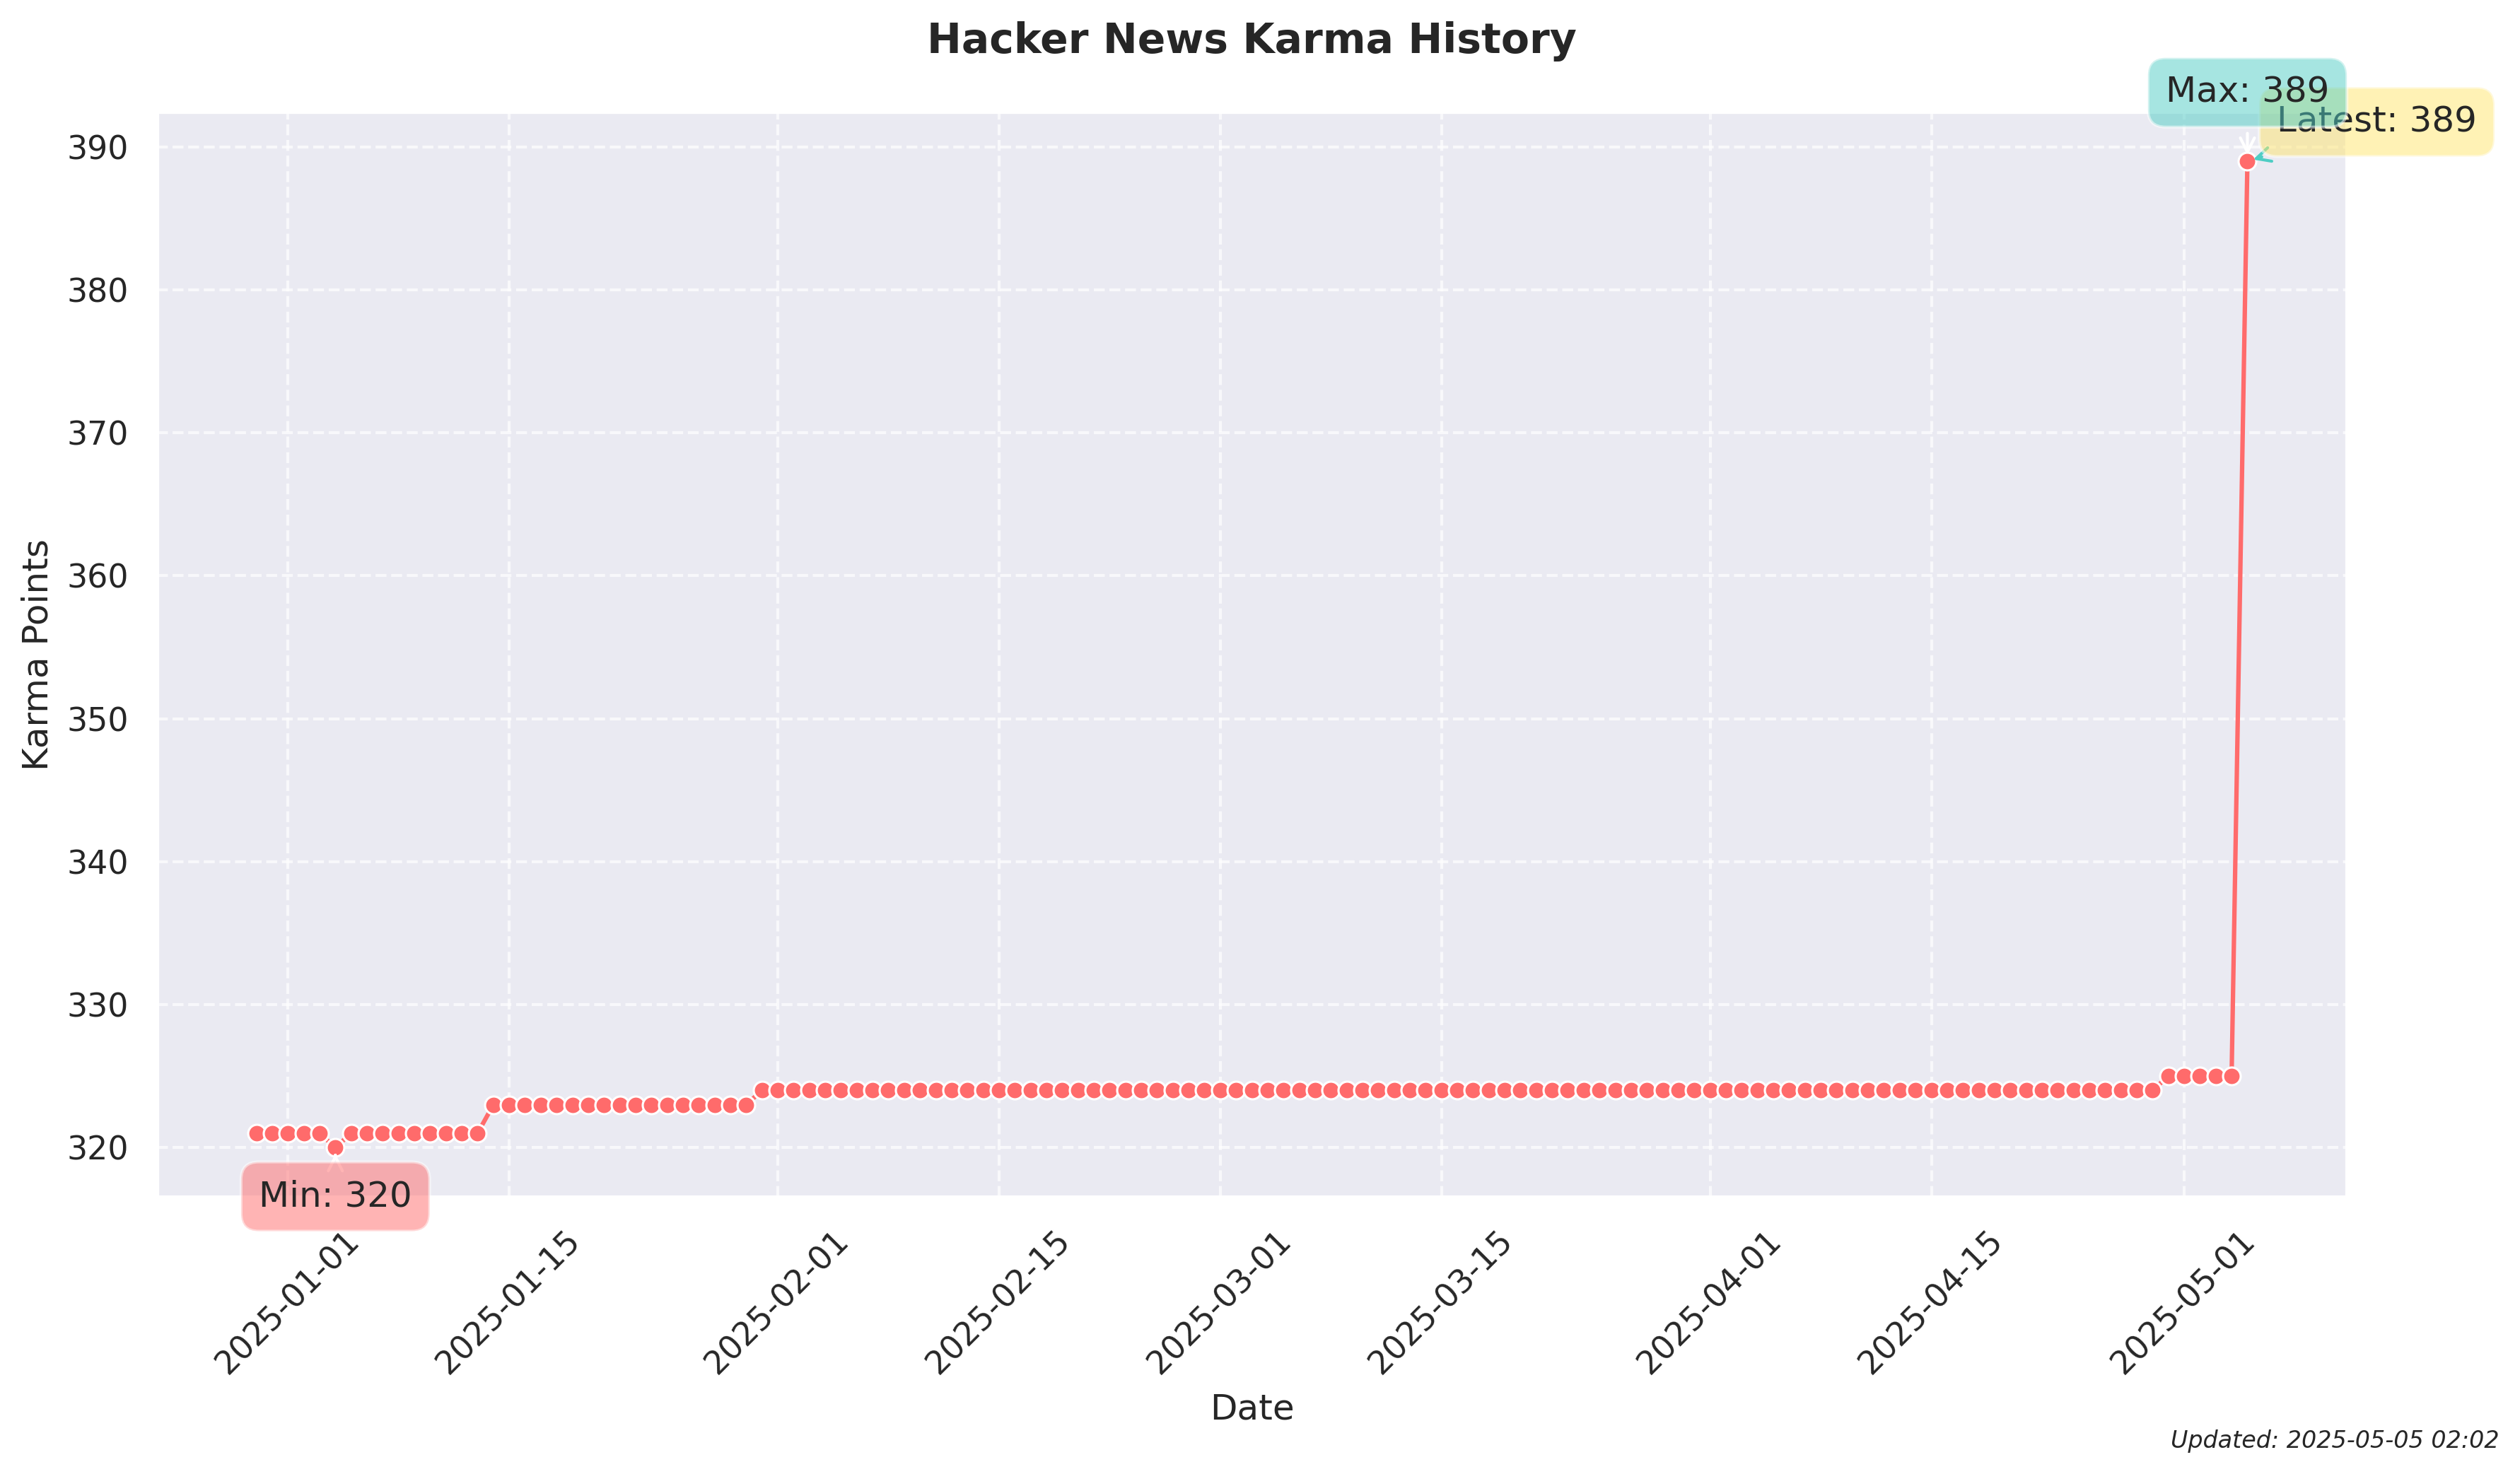 Hacker News Karma History
Max: 389
Latest: 389
390
380
370
360
350
340
330
320
Karma Points
Min: 320
2025-01-01
2025-01-15
2025-02-01
2025-02-15
2025-03-01
2025-03-15
2025-04-01
2025-04-15
2025-05-01
Date
Updated: 2025-05-05 02:02